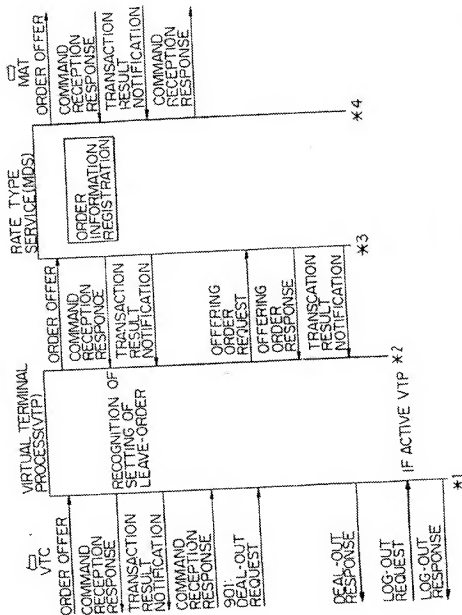 ⇦
VTC
ORDER OFFER
COMMAND
RECEPTION
RESPONSE
TRANSACTION
RESULT
NOTIFICATION
COMMAND
RECEPTION
RESPONSE
901:
DEAL-OUT
REQUEST
DEAL-OUT
RESPONSE
LOG-OUT
REQUEST
LOG-OUT
RESPONSE
*1
VIRTUAL TERMINAL
PROCESS(VTP)
RECOGNITION OF
SETTING OF
LEAVE-ORDER
IF ACTIVE VTP
*2
ORDER OFFER
COMMAND
RECEPTION
RESPONCE
TRANSACTION
RESULT
NOTIFICATION
OFFERING
ORDER
REQUEST
OFFERING
ORDER
RESPONSE
TRANSCATION
RESULT
NOTIFICATION
*3
RATE TYPE
SERVICE(MDS)
ORDER
INFORMATION
REGISTRATION
*4
⇨
MAT
ORDER OFFER
COMMAND
RECEPTION
RESPONSE
TRANSACTION
RESULT
NOTIFICATION
COMMAND
RECEPTION
RESPONSE